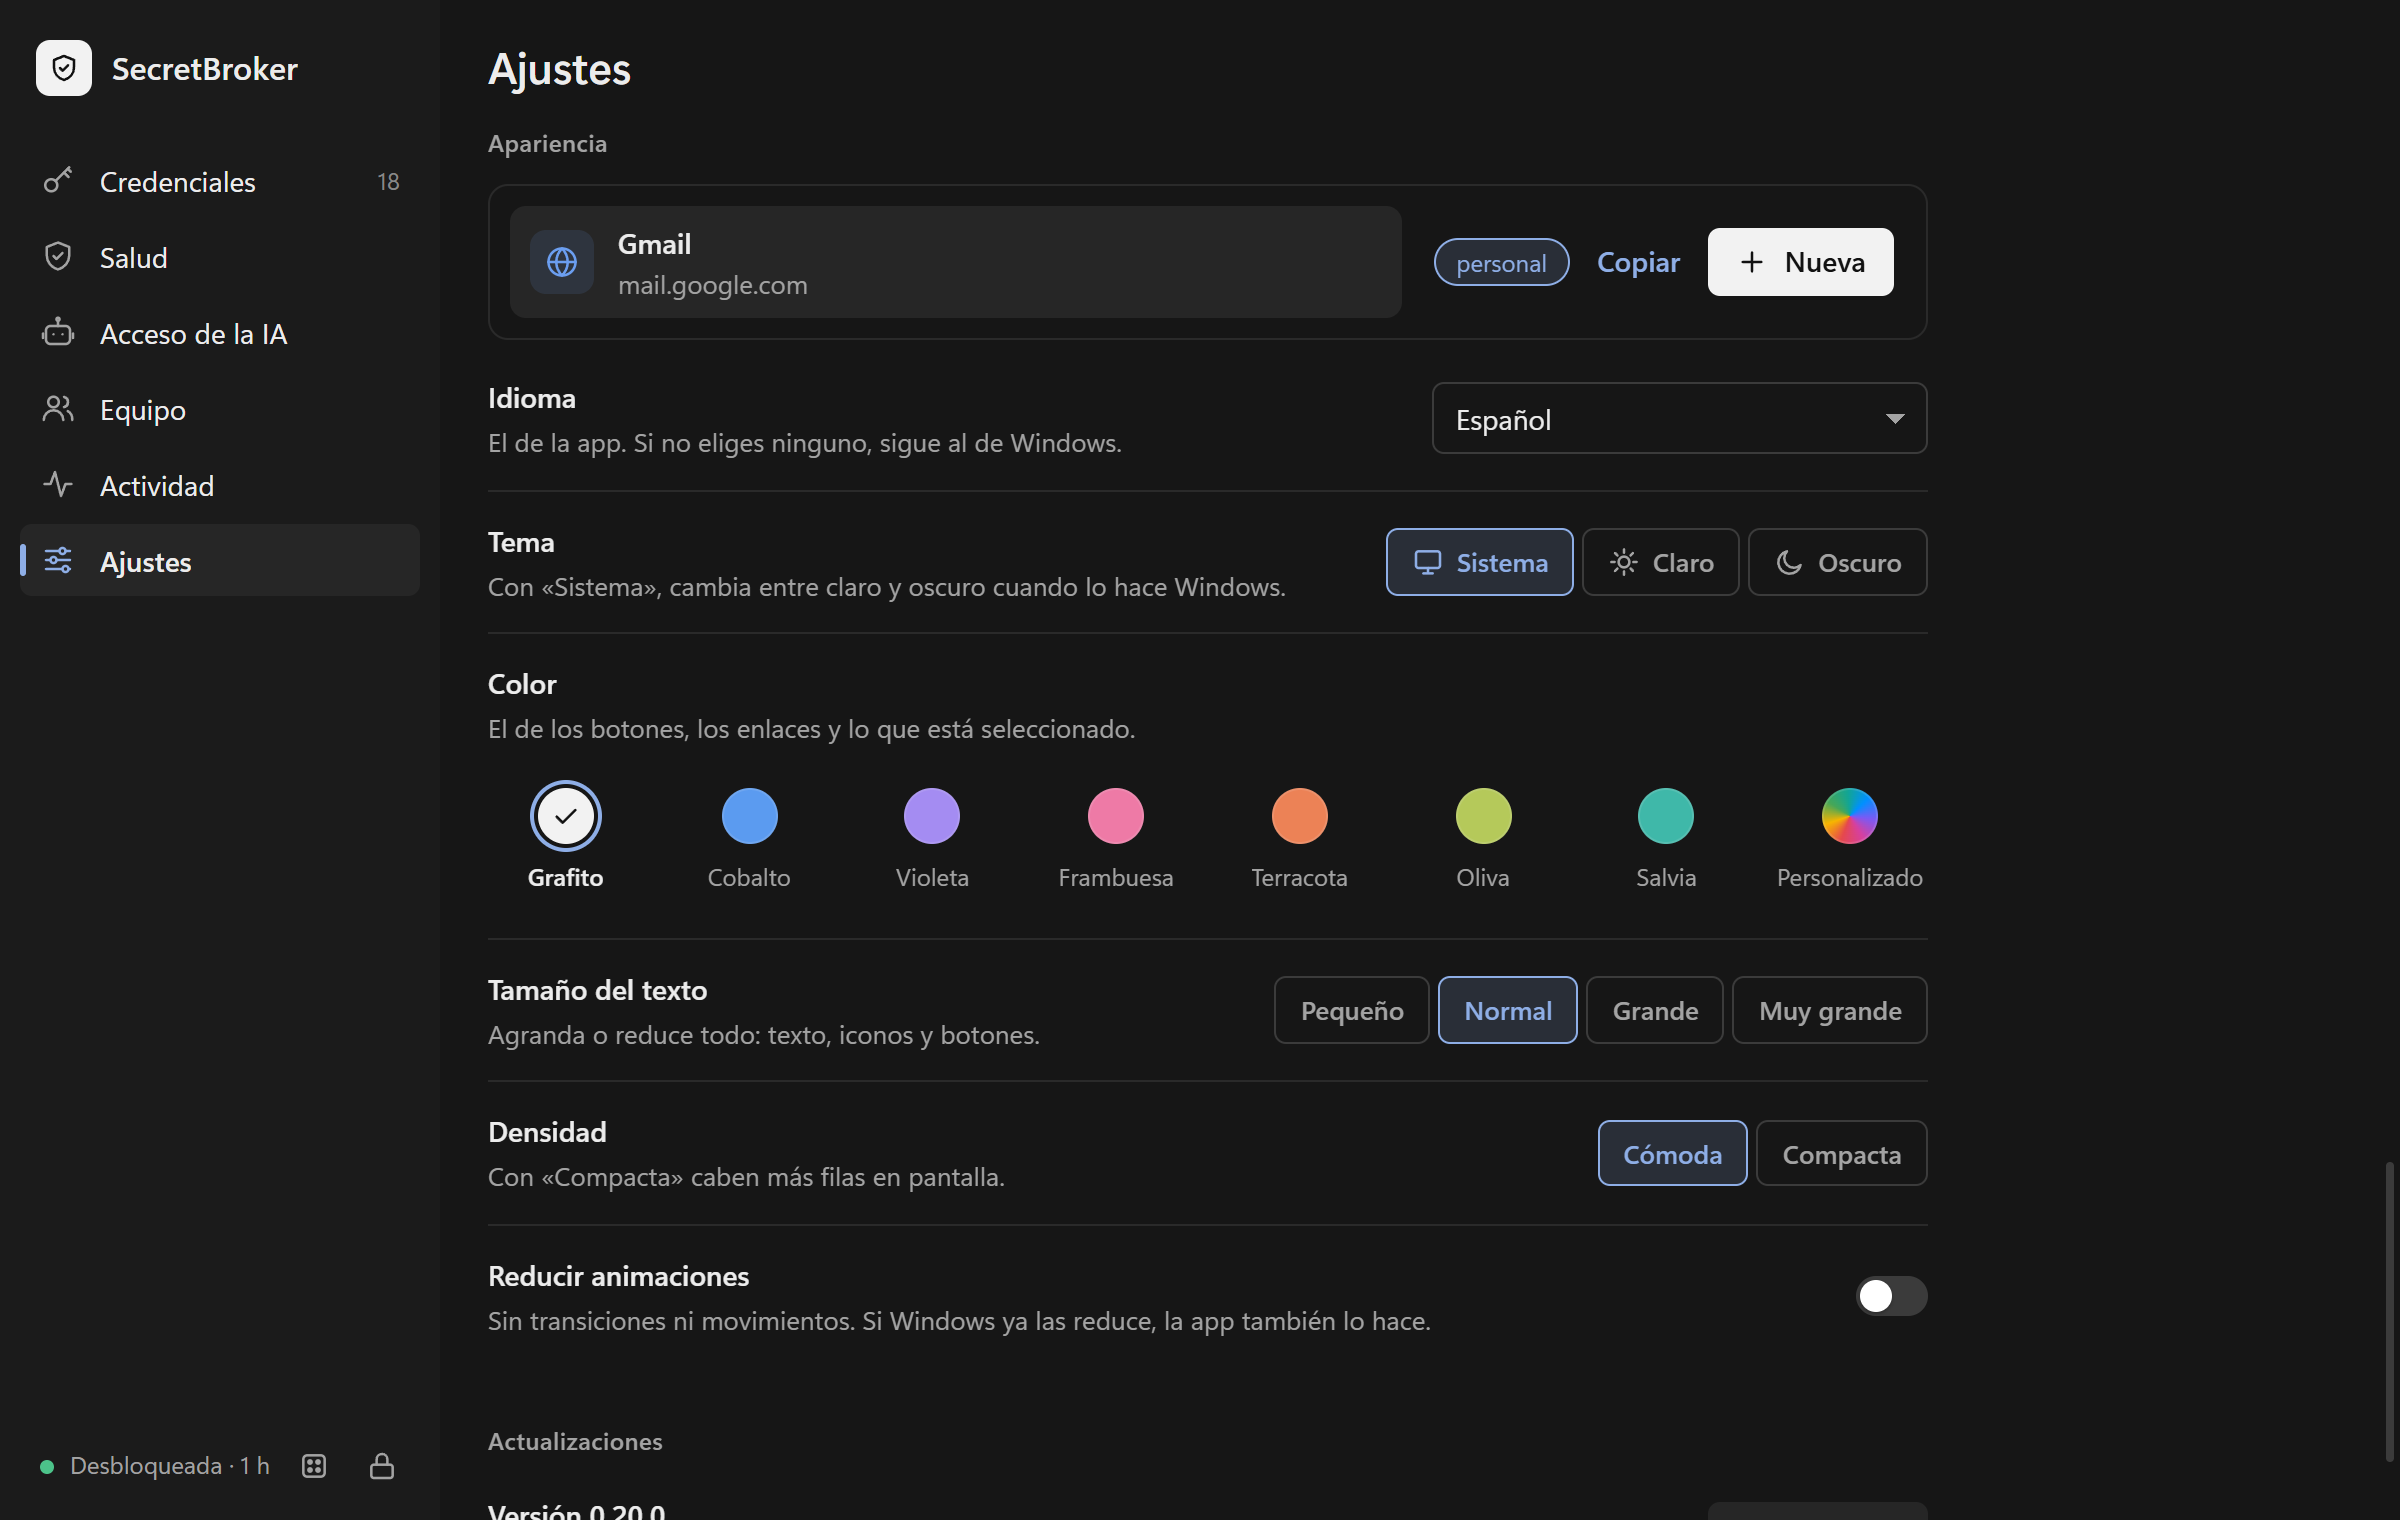 SecretBroker
Credenciales 18
Salud
Acceso de la IA
Equipo
Actividad
Ajustes
Desbloqueada · 1 h
Ajustes
Apariencia
Gmail
mail.google.com
personal Copiar + Nueva
Idioma
El de la app. Si no eliges ninguno, sigue al de Windows.
Español
Tema
Con «Sistema», cambia entre claro y oscuro cuando lo hace Windows.
Sistema Claro Oscuro
Color
El de los botones, los enlaces y lo que está seleccionado.
Grafito Cobalto Violeta Frambuesa Terracota Oliva Salvia Personalizado
Tamaño del texto
Agranda o reduce todo: texto, iconos y botones.
Pequeño Normal Grande Muy grande
Densidad
Con «Compacta» caben más filas en pantalla.
Cómoda Compacta
Reducir animaciones
Sin transiciones ni movimientos. Si Windows ya las reduce, la app también lo hace.
Actualizaciones
Versión 0.20.0